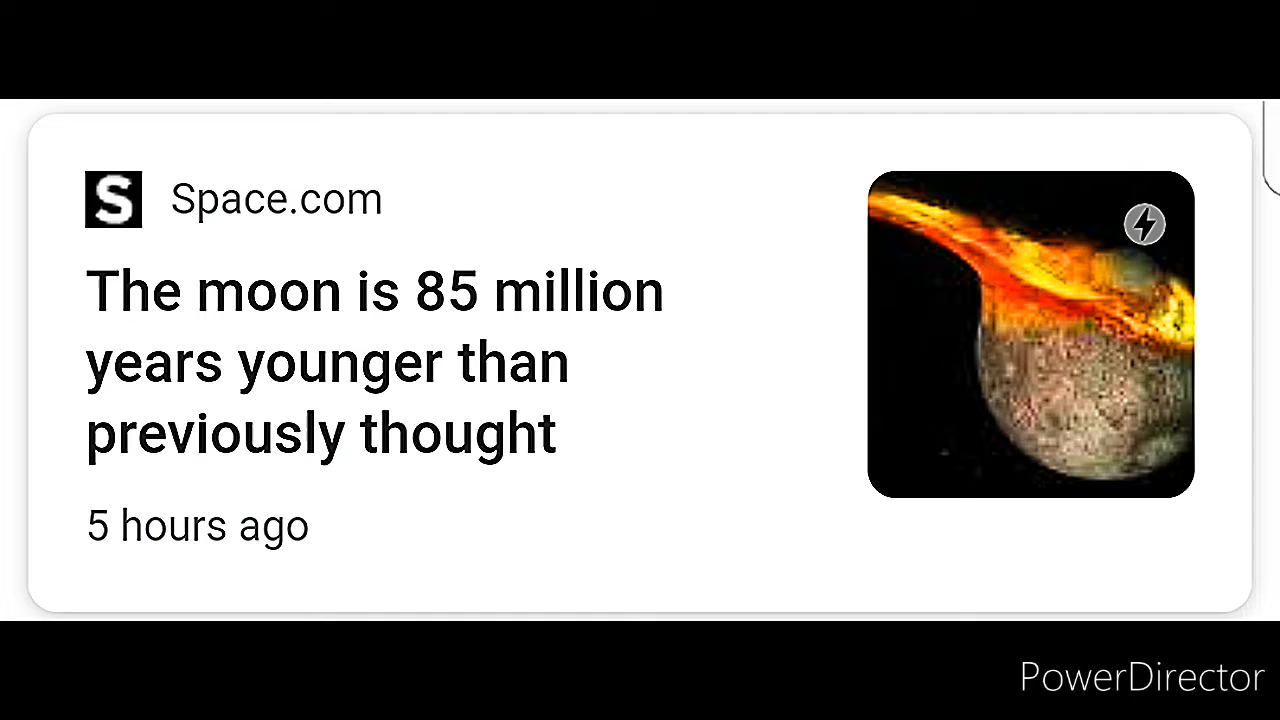 S Space.com
The moon is 85 million
years younger than
previously thought
5 hours ago
PowerDirector